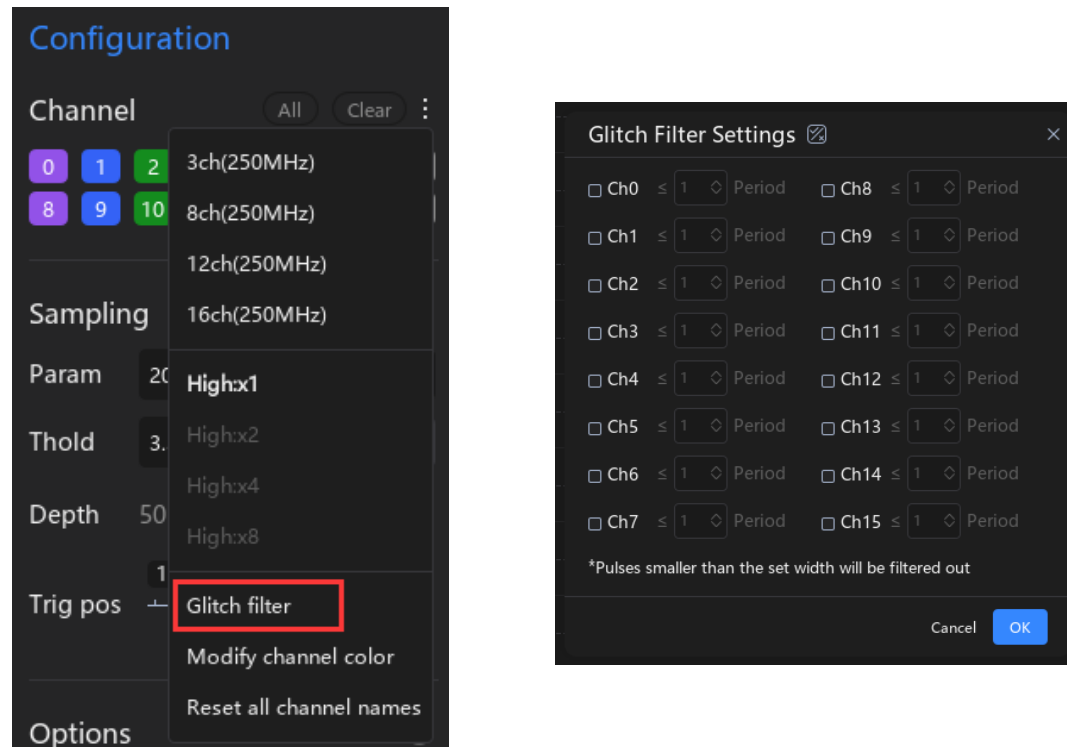 Configuration
Channel All Clear
0 1 2
8 9 10
3ch(250MHz)
8ch(250MHz)
12ch(250MHz)
16ch(250MHz)
Sampling
Param 20
High:x1
High:x2
Thold 3.
High:x4
Depth 50
High:x8
1
Trig pos
Glitch filter
Modify channel color
Reset all channel names
Options
Glitch Filter Settings
Ch0 ≤ 1 Period Ch8 ≤ 1 Period
Ch1 ≤ 1 Period Ch9 ≤ 1 Period
Ch2 ≤ 1 Period Ch10 ≤ 1 Period
Ch3 ≤ 1 Period Ch11 ≤ 1 Period
Ch4 ≤ 1 Period Ch12 ≤ 1 Period
Ch5 ≤ 1 Period Ch13 ≤ 1 Period
Ch6 ≤ 1 Period Ch14 ≤ 1 Period
Ch7 ≤ 1 Period Ch15 ≤ 1 Period
*Pulses smaller than the set width will be filtered out
Cancel OK